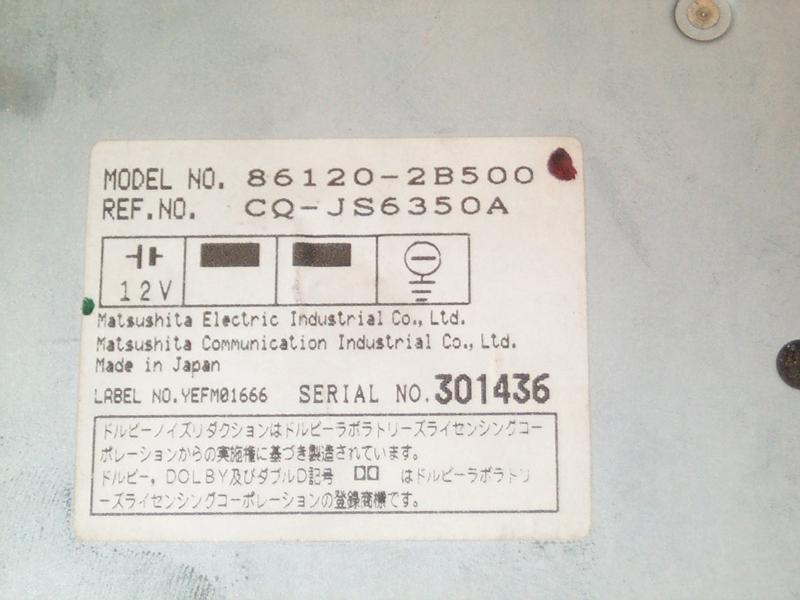 MODEL NO. 86120-2B500
REF.NO. CQ-JS6350A
12V
Matsushita Electric Industrial Co., Ltd.
Matsushita Communication Industrial Co., Ltd.
Made in Japan
LABEL NO.YEFM01666 SERIAL NO.301436
ドルビーノイズリダクションはドルビーラボラトリーズライセンシングコー
ポレーションからの実施権に基づき製造されています。
ドルビー,DOLBY及びダブルD記号 はドルビーラボラトリ
ーズライセンシングコーポレーションの登録商標です。